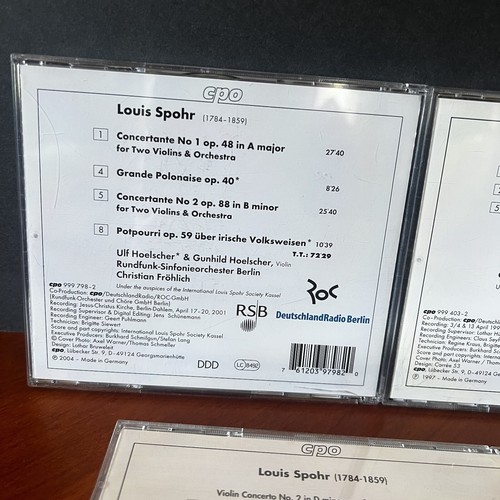 cpo
Louis Spohr (1784-1859)
1 Concertante No 1 op. 48 in A major 27'40
for Two Violins & Orchestra
4 Grande Polonaise op. 40* 8'26
5 Concertante No 2 op. 88 in B minor 25'40
for Two Violins & Orchestra
8 Potpourri op. 59 über irische Volksweisen* 10'39
T.T.: 72'29
Ulf Hoelscher* & Gunhild Hoelscher, Violin
Rundfunk-Sinfonieorchester Berlin
Christian Fröhlich
cpo 999 798-2 Under the auspices of the International Louis Spohr Society Kassel
Co-Production: cpo/DeutschlandRadio/ROC-GmbH
(Rundfunk-Orchester und Chöre GmbH Berlin)
Recording: Jesus-Christus Kirche, Berlin-Dahlem, April 17-20, 2001
Recording Supervisor & Digital Editing: Jens Schünemann
Recording Engineer: Geert Puhlmann
Technician: Brigitte Siewert
Score and part copyrights: International Louis Spohr Society
Executive Producers: Burkhard Schmilgun/Stefan Lang
© Cover Photo: Axel Warner/Thomas Schneller
Design: Lothar Bruweleit
cpo, Lübecker Str. 9, D-49124 Georgsmarienhütte
℗ 2004 - Made in Germany
RSB
ROC
DeutschlandRadio Berlin
DDD
LC 8492
7 61203 97982 0
cpo 999 403-2
Recording: 3/4 & 13 April
℗ 1997 - Made in Germany
cpo
Louis Spohr (1784-1859)
Violin Concerto No. 2 in D